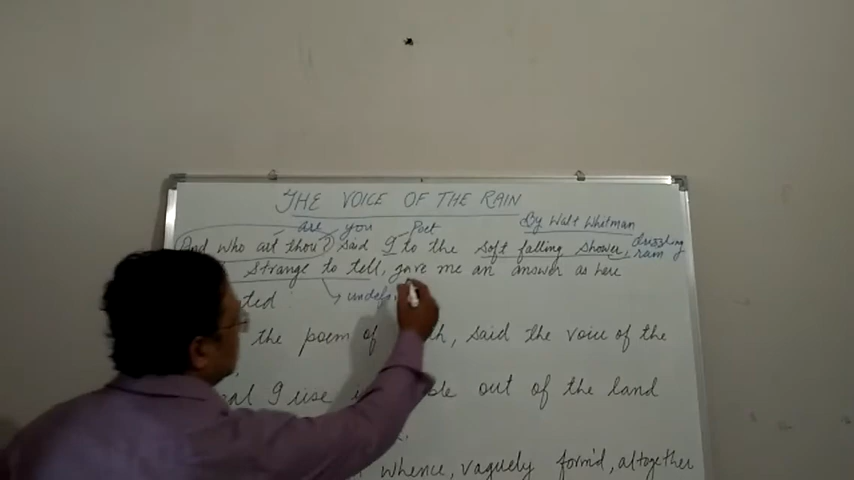 THE VOICE OF THE RAIN
By Walt Whitman
are you Poet
And who art thou? said I to the soft falling shower, drizzling
rain
Strange to tell, gave me an answer as here
the poem of said the voice of the
I rise out of the land
whence, vaguely form'd, altogether